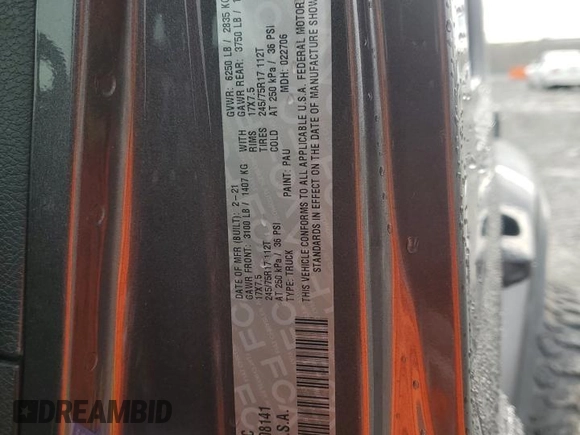 DATE OF MFR (BUILT): 2-21
GVWR: 6250 LB / 2835 KG
GAWR FRONT: 3100 LB / 1407 KG
WITH
GAWR REAR: 3750 LB /
17X7.5
RIMS
17X7.5
245/75R17 112T
TIRES
245/75R17 112T
AT 250 kPa / 36 PSI
COLD
AT 250 kPa / 36 PSI
TYPE: TRUCK
PAINT: PAU
MDH: 022706
THIS VEHICLE CONFORMS TO ALL APPLICABLE U.S.A. FEDERAL MOTOR
STANDARDS IN EFFECT ON THE DATE OF MANUFACTURE SHOW
08141
.S.A.
DREAMBID